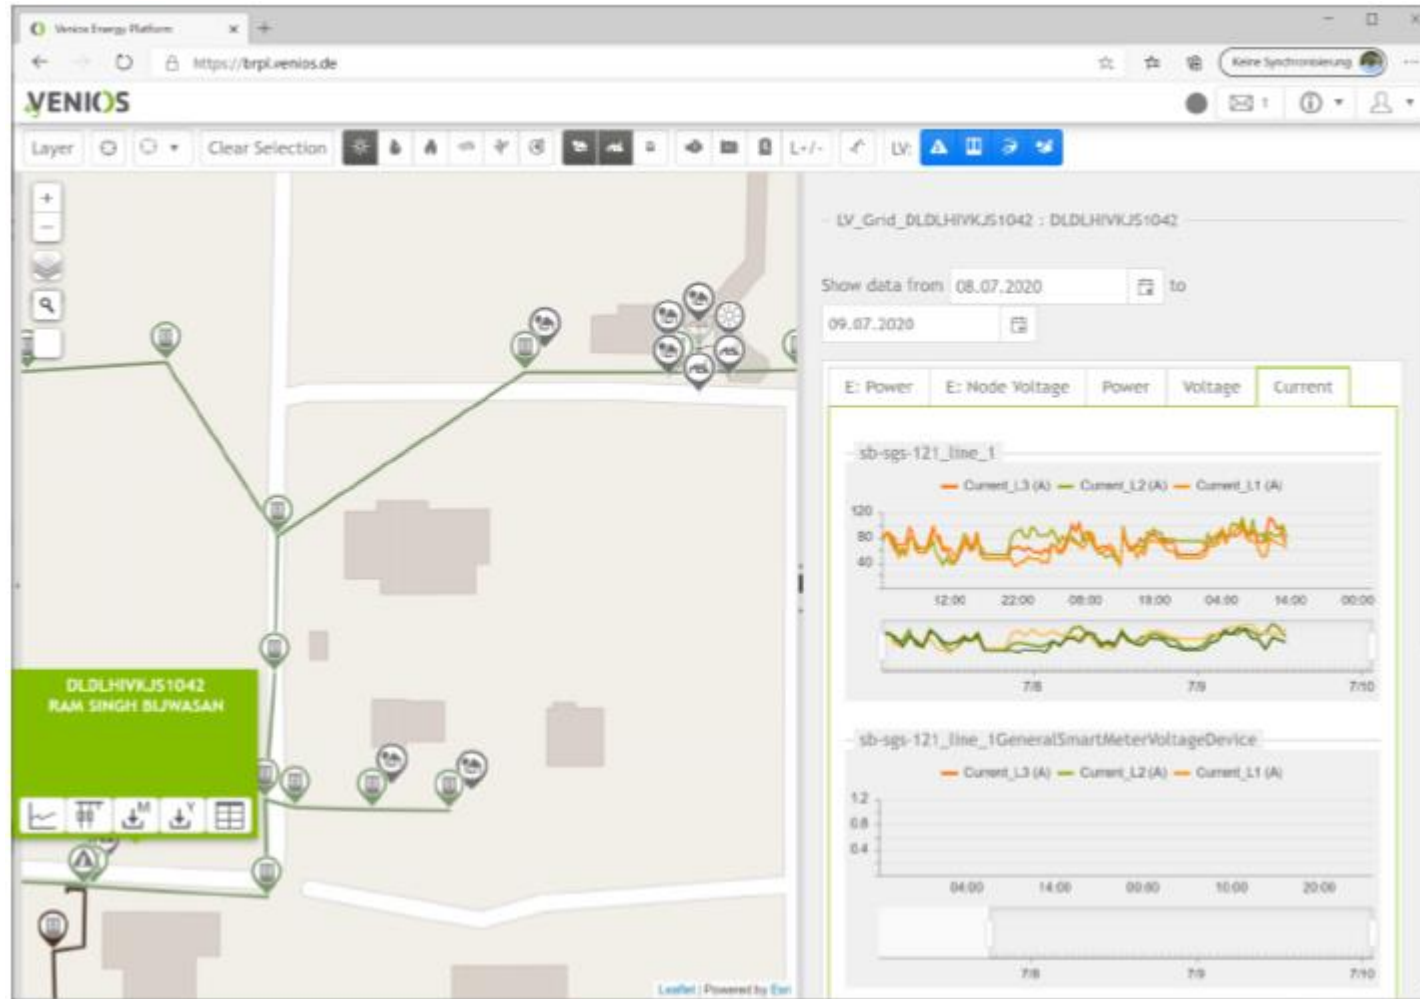 Venios Energy Platform
https://brpl.venios.de
Keine Synchronisierung
VENIOS
1
Layer
Clear Selection
L+/-
LV:
LV_Grid_DLDLHIVKJS1042 : DLDLHIVKJS1042
Show data from 08.07.2020 to
09.07.2020
E: Power E: Node Voltage Power Voltage Current
sb-sgs-121_line_1
Current_L3 (A) Current_L2 (A) Current_L1 (A)
120
80
40
12:00 22:00 08:00 18:00 04:00 14:00 00:00
7/8 7/9 7/10
DLDLHIVKJS1042
RAM SINGH BIJWASAN
M Y
sb-sgs-121_line_1GeneralSmartMeterVoltageDevice
Current_L3 (A) Current_L2 (A) Current_L1 (A)
1.2
0.8
0.4
04:00 14:00 00:00 10:00 20:00
7/8 7/9 7/10
Leaflet | Powered by Esri